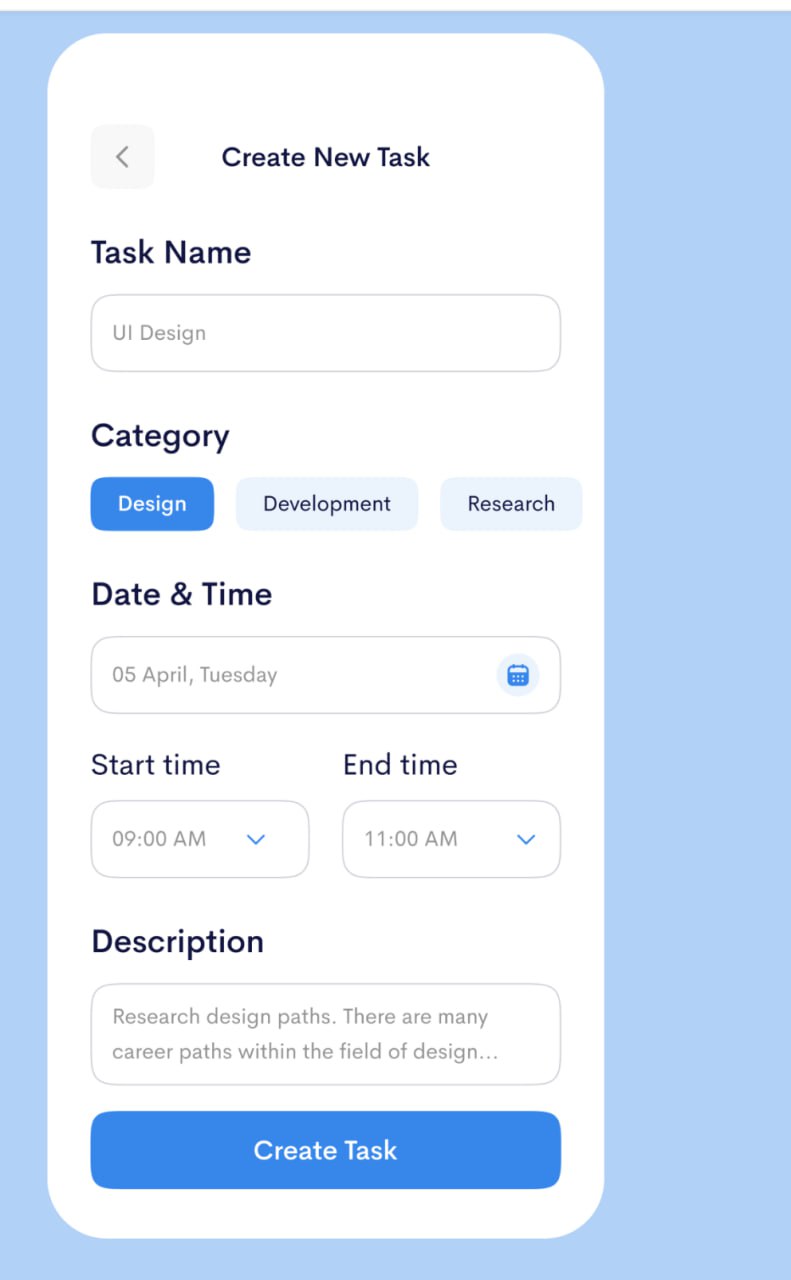 Create New Task
Task Name
UI Design
Category
Design Development Research
Date & Time
05 April, Tuesday
Start time End time
09:00 AM 11:00 AM
Description
Research design paths. There are many
career paths within the field of design...
Create Task